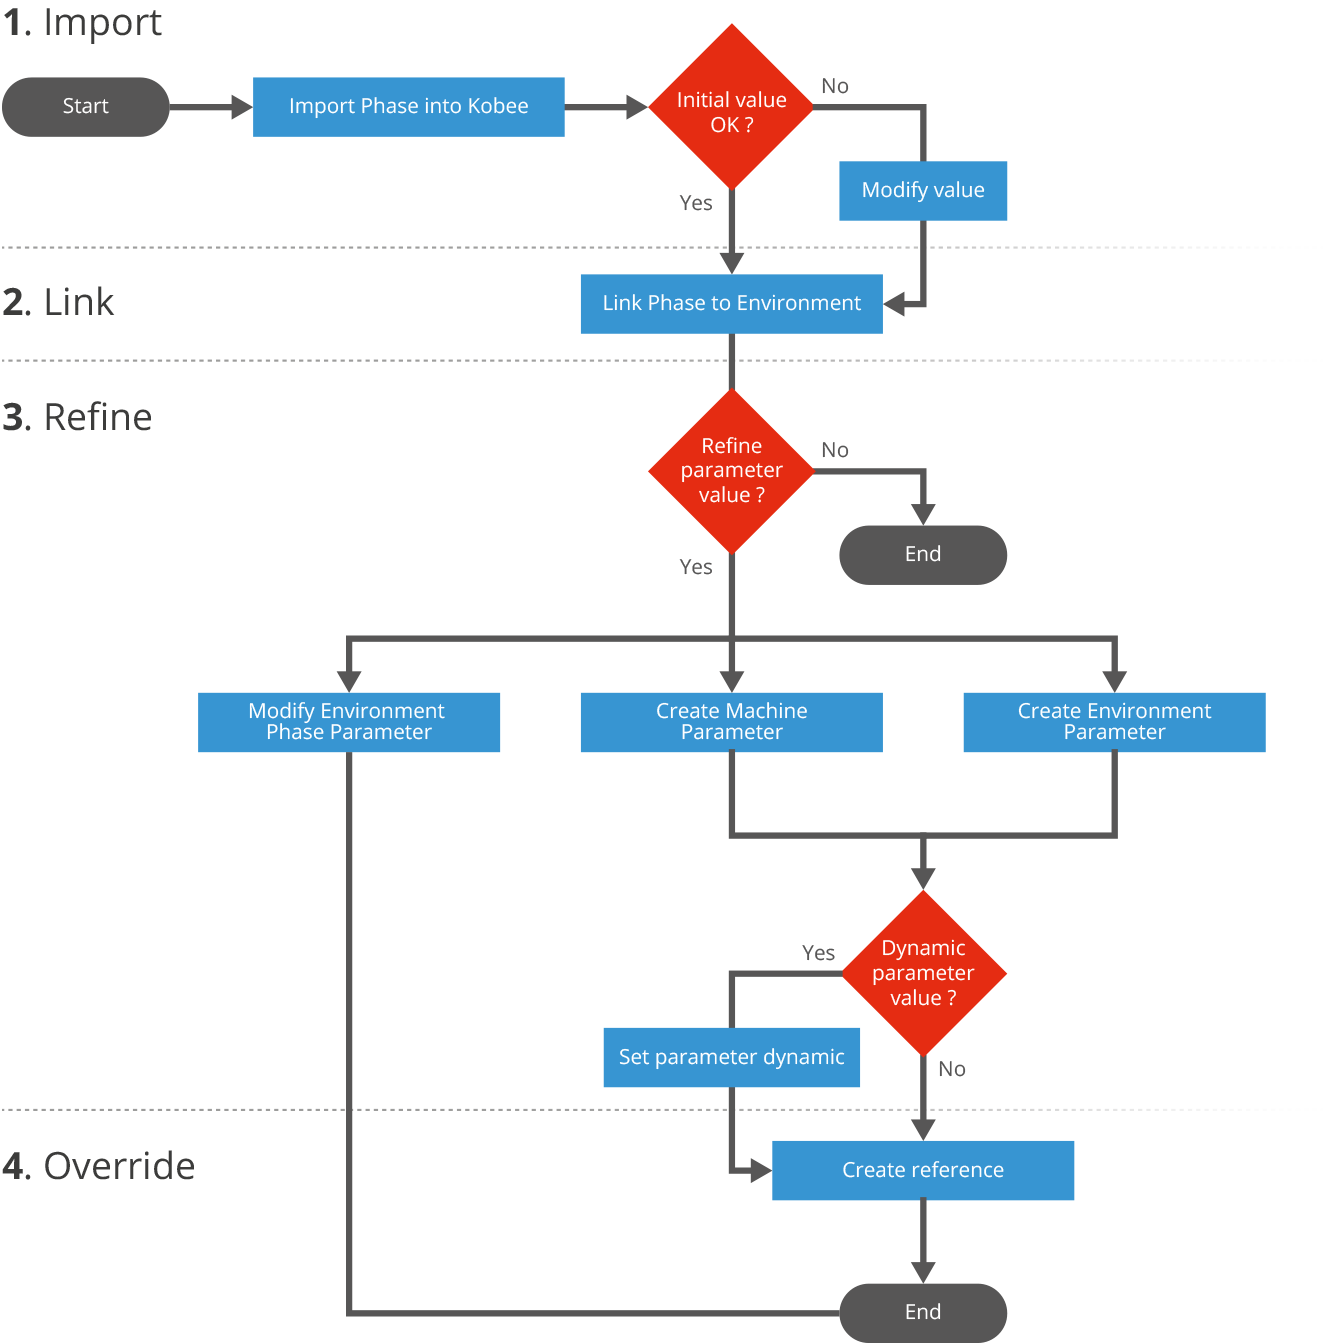 1. Import
Start
Import Phase into Kobee
Initial value
OK ?
No
Modify value
Yes
2. Link
Link Phase to Environment
3. Refine
Refine
parameter
value ?
No
End
Yes
Modify Environment
Phase Parameter
Create Machine
Parameter
Create Environment
Parameter
Dynamic
parameter
value ?
Yes
Set parameter dynamic
No
4. Override
Create reference
End